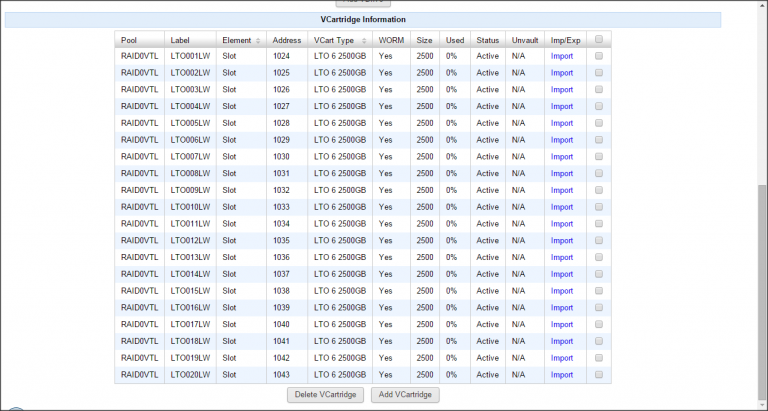 VCartridge Information
Pool Label Element Address VCart Type WORM Size Used Status Unvault Imp/Exp
RAID0VTL LTO001LW Slot 1024 LTO 6 2500GB Yes 2500 0% Active N/A Import
RAID0VTL LTO002LW Slot 1025 LTO 6 2500GB Yes 2500 0% Active N/A Import
RAID0VTL LTO003LW Slot 1026 LTO 6 2500GB Yes 2500 0% Active N/A Import
RAID0VTL LTO004LW Slot 1027 LTO 6 2500GB Yes 2500 0% Active N/A Import
RAID0VTL LTO005LW Slot 1028 LTO 6 2500GB Yes 2500 0% Active N/A Import
RAID0VTL LTO006LW Slot 1029 LTO 6 2500GB Yes 2500 0% Active N/A Import
RAID0VTL LTO007LW Slot 1030 LTO 6 2500GB Yes 2500 0% Active N/A Import
RAID0VTL LTO008LW Slot 1031 LTO 6 2500GB Yes 2500 0% Active N/A Import
RAID0VTL LTO009LW Slot 1032 LTO 6 2500GB Yes 2500 0% Active N/A Import
RAID0VTL LTO010LW Slot 1033 LTO 6 2500GB Yes 2500 0% Active N/A Import
RAID0VTL LTO011LW Slot 1034 LTO 6 2500GB Yes 2500 0% Active N/A Import
RAID0VTL LTO012LW Slot 1035 LTO 6 2500GB Yes 2500 0% Active N/A Import
RAID0VTL LTO013LW Slot 1036 LTO 6 2500GB Yes 2500 0% Active N/A Import
RAID0VTL LTO014LW Slot 1037 LTO 6 2500GB Yes 2500 0% Active N/A Import
RAID0VTL LTO015LW Slot 1038 LTO 6 2500GB Yes 2500 0% Active N/A Import
RAID0VTL LTO016LW Slot 1039 LTO 6 2500GB Yes 2500 0% Active N/A Import
RAID0VTL LTO017LW Slot 1040 LTO 6 2500GB Yes 2500 0% Active N/A Import
RAID0VTL LTO018LW Slot 1041 LTO 6 2500GB Yes 2500 0% Active N/A Import
RAID0VTL LTO019LW Slot 1042 LTO 6 2500GB Yes 2500 0% Active N/A Import
RAID0VTL LTO020LW Slot 1043 LTO 6 2500GB Yes 2500 0% Active N/A Import
Delete VCartridge Add VCartridge